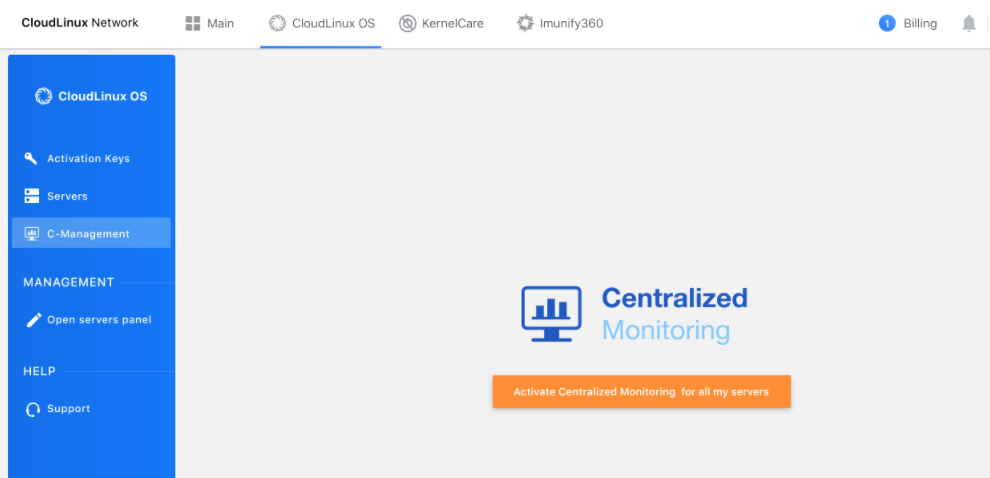 CloudLinux Network
Main
CloudLinux OS
KernelCare
Imunify360
1
Billing
CloudLinux OS
Activation Keys
Servers
C-Management
MANAGEMENT
Open servers panel
HELP
Support
Centralized
Monitoring
Activate Centralized Monitoring for all my servers